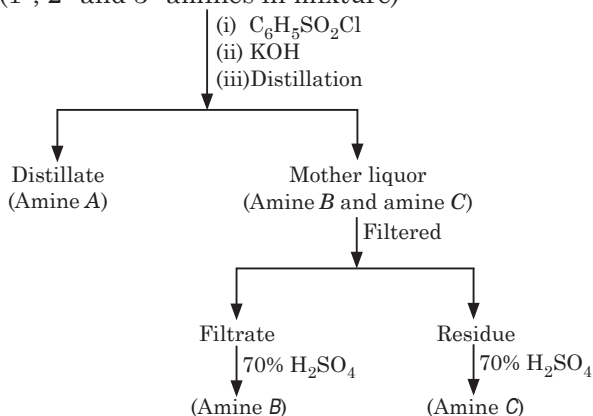 (1°, 2° and 3° amines in mixture)
(i) C₆H₅SO₂Cl
(ii) KOH
(iii)Distillation
Distillate
(Amine A)
Mother liquor
(Amine B and amine C)
Filtered
Filtrate
Residue
70% H₂SO₄
70% H₂SO₄
(Amine B)
(Amine C)